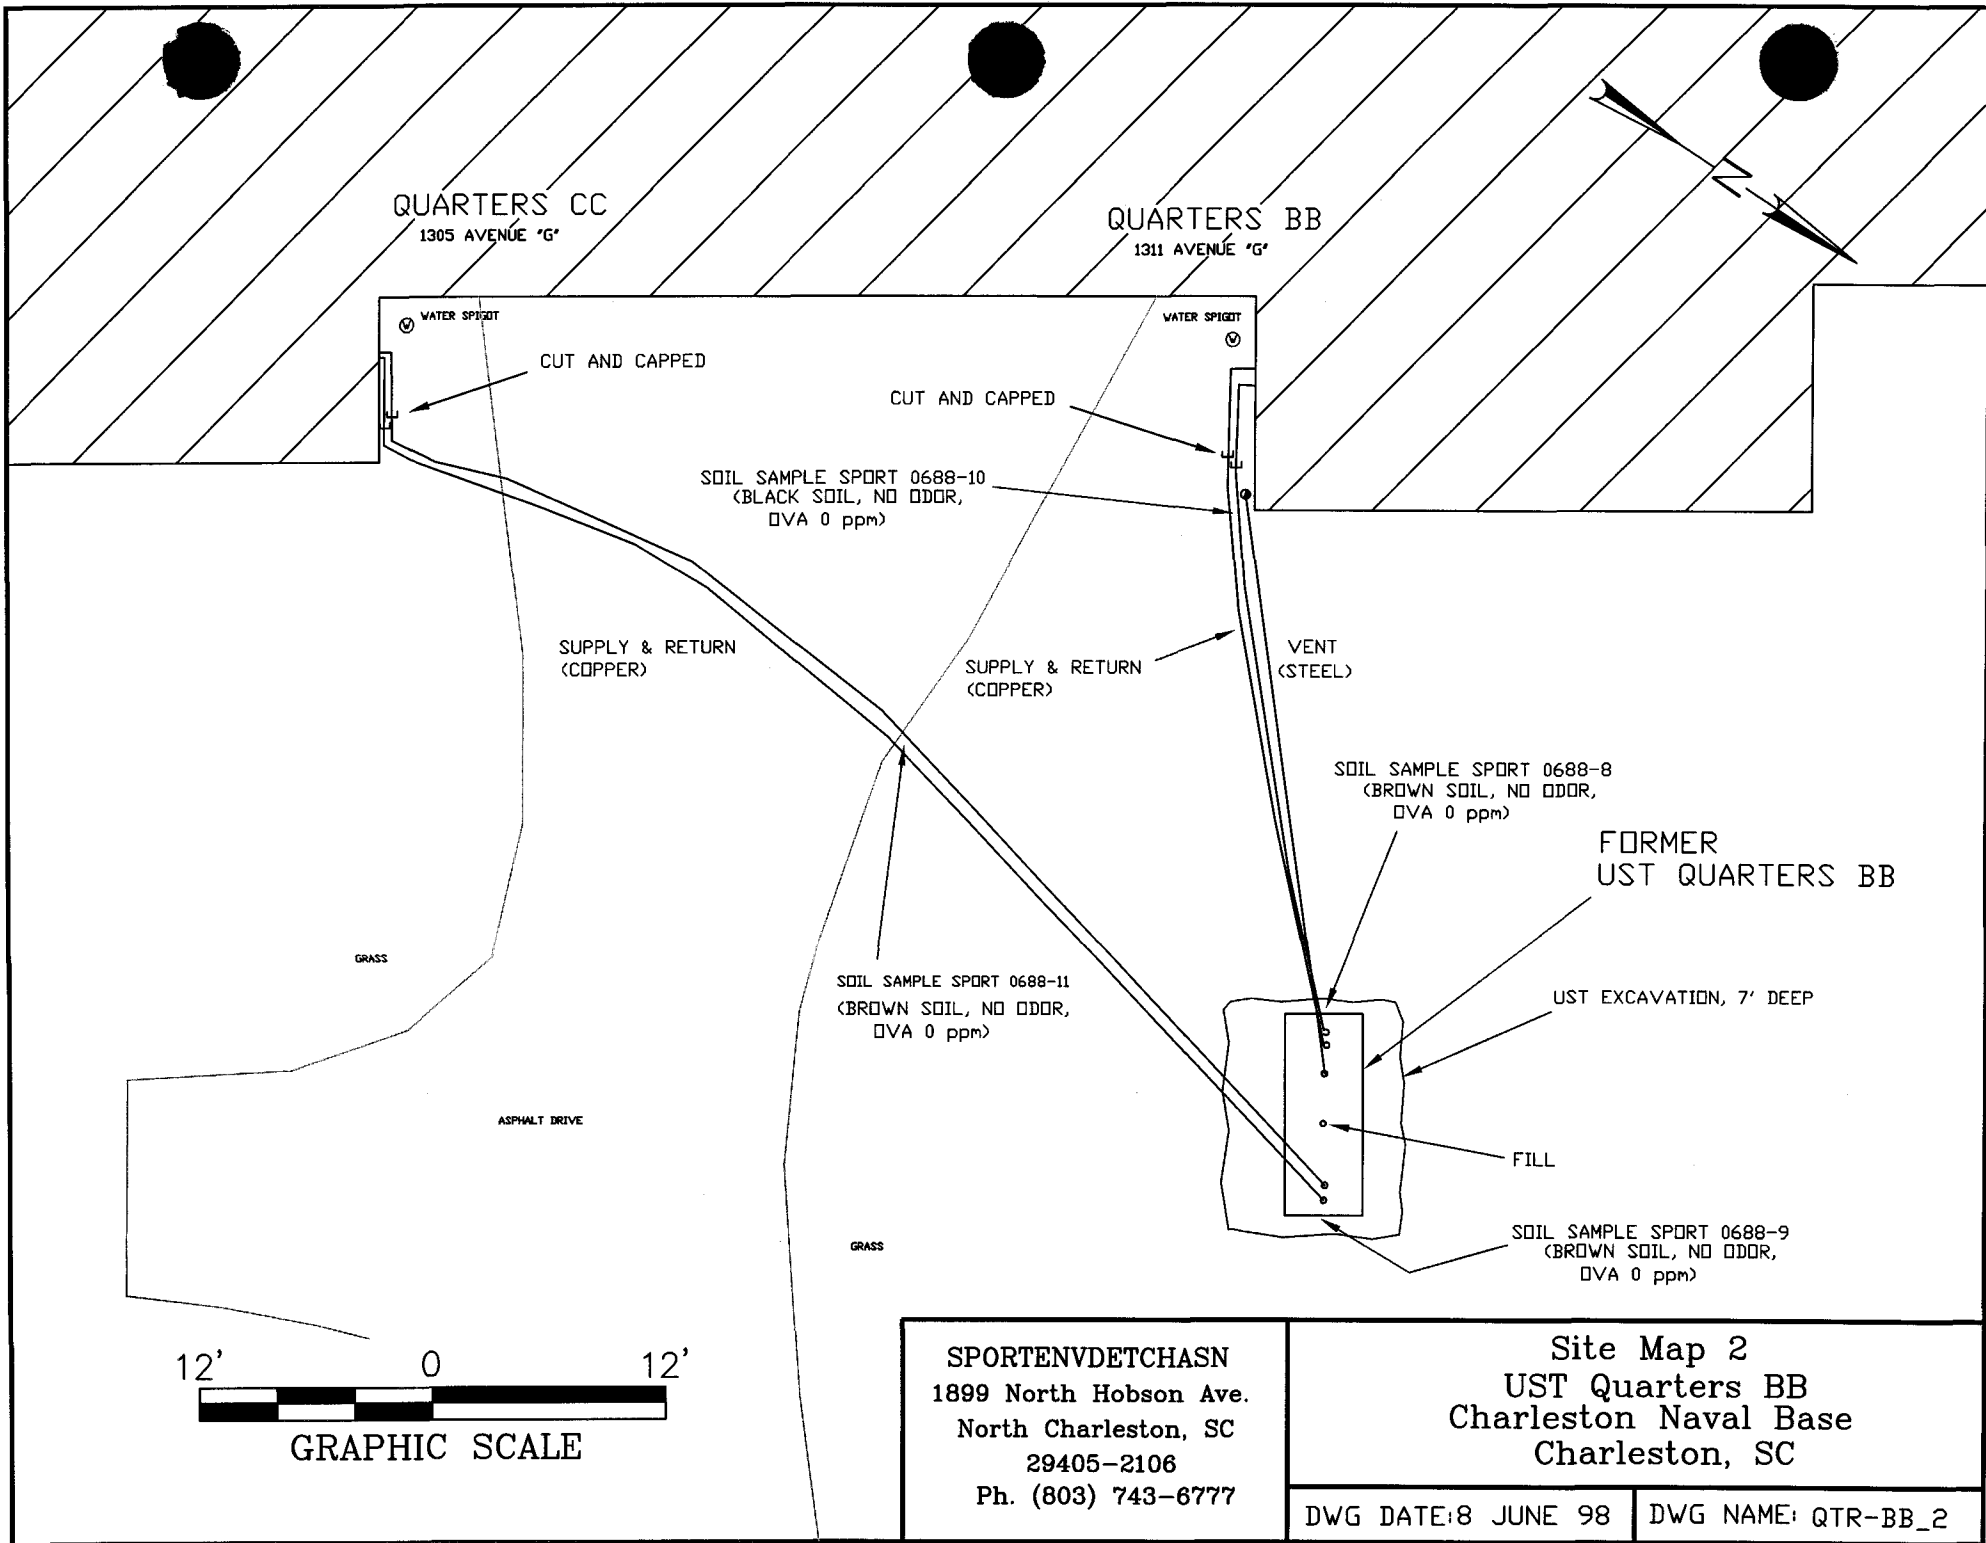 N
QUARTERS CC
1305 AVENUE "G"
QUARTERS BB
1311 AVENUE "G"
WATER SPIGOT
WATER SPIGOT
CUT AND CAPPED
CUT AND CAPPED
SOIL SAMPLE SPORT 0688-10
(BLACK SOIL, NO ODOR,
OVA 0 ppm)
SUPPLY & RETURN
(COPPER)
SUPPLY & RETURN
(COPPER)
VENT
(STEEL)
SOIL SAMPLE SPORT 0688-8
(BROWN SOIL, NO ODOR,
OVA 0 ppm)
FORMER
UST QUARTERS BB
GRASS
SOIL SAMPLE SPORT 0688-11
(BROWN SOIL, NO ODOR,
OVA 0 ppm)
UST EXCAVATION, 7' DEEP
ASPHALT DRIVE
FILL
GRASS
SOIL SAMPLE SPORT 0688-9
(BROWN SOIL, NO ODOR,
OVA 0 ppm)
12' 0 12'
GRAPHIC SCALE
SPORTENVDETCHASN
1899 North Hobson Ave.
North Charleston, SC
29405-2106
Ph. (803) 743-6777
Site Map 2
UST Quarters BB
Charleston Naval Base
Charleston, SC
DWG DATE:8 JUNE 98
DWG NAME: QTR-BB_2